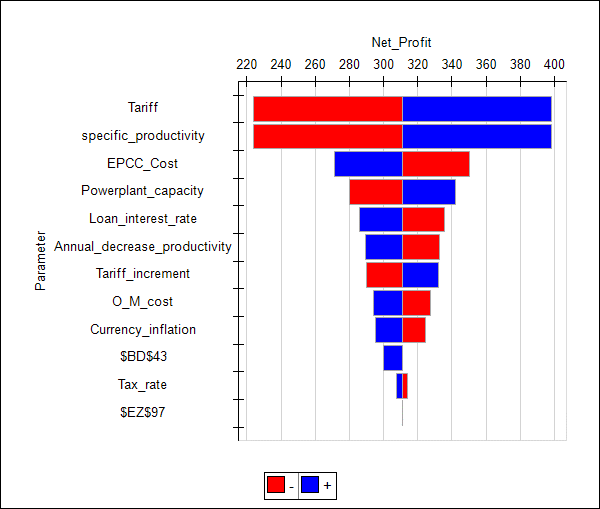 Net_Profit
220 240 260 280 300 320 340 360 380 400
Parameter
Tariff
specific_productivity
EPCC_Cost
Powerplant_capacity
Loan_interest_rate
Annual_decrease_productivity
Tariff_increment
O_M_cost
Currency_inflation
$BD$43
Tax_rate
$EZ$97
- +